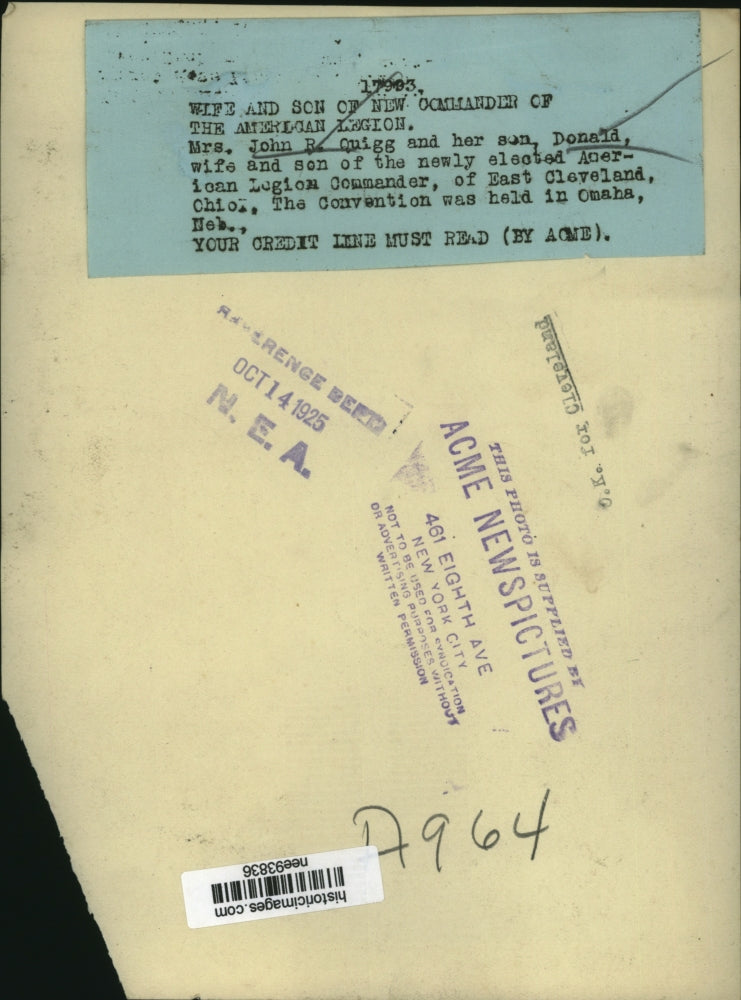 17993.
WIFE AND SON OF NEW COMMANDER OF
THE AMERICAN LEGION.
Mrs. John R. Quigg and her son, Donald,
wife and son of the newly elected Amer-
ican Legion Commander, of East Cleveland,
Ohio., The Convention was held in Omaha,
Neb.,
YOUR CREDIT LINE MUST READ (BY ACME).
REFERENCE DEPT
OCT 14 1925
N. E. A.
O.K. for Cleveland
THIS PHOTO IS SUPPLIED BY
ACME NEWSPICTURES
461 EIGHTH AVE
NEW YORK CITY
NOT TO BE USED FOR SYNDICATION
OR ADVERTISING PURPOSES WITHOUT
WRITTEN PERMISSION
A964
historicimages.com
nee93836